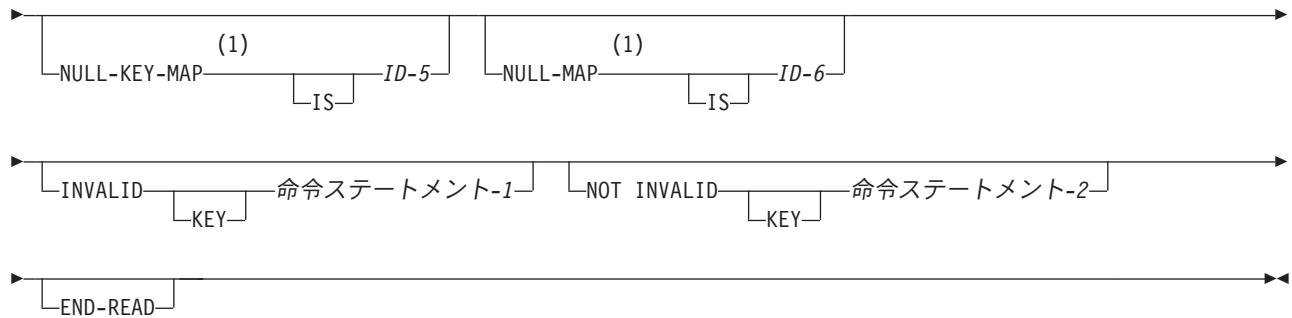 (1) (1)
NULL-KEY-MAP ID-5 NULL-MAP ID-6
IS IS
INVALID 命令ステートメント-1 NOT INVALID 命令ステートメント-2
KEY KEY
END-READ